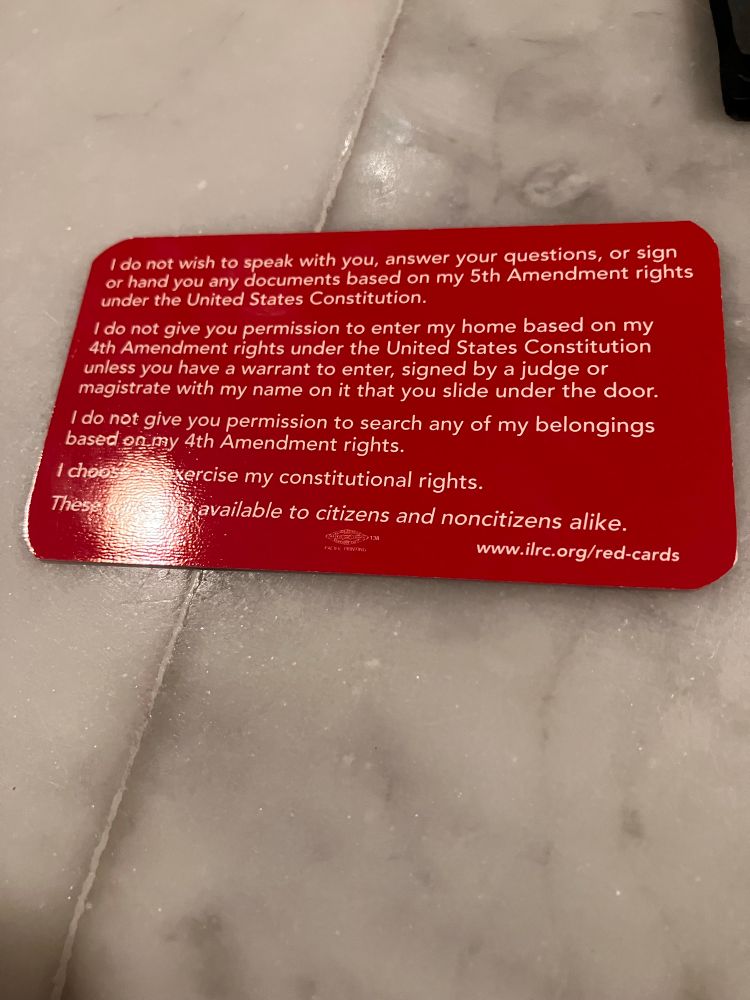 I do not wish to speak with you, answer your questions, or sign
or hand you any documents based on my 5th Amendment rights
under the United States Constitution.
I do not give you permission to enter my home based on my
4th Amendment rights under the United States Constitution
unless you have a warrant to enter, signed by a judge or
magistrate with my name on it that you slide under the door.
I do not give you permission to search any of my belongings
based on my 4th Amendment rights.
I choose exercise my constitutional rights.
These available to citizens and noncitizens alike.
138
PACIFIC PRINTING
www.ilrc.org/red-cards